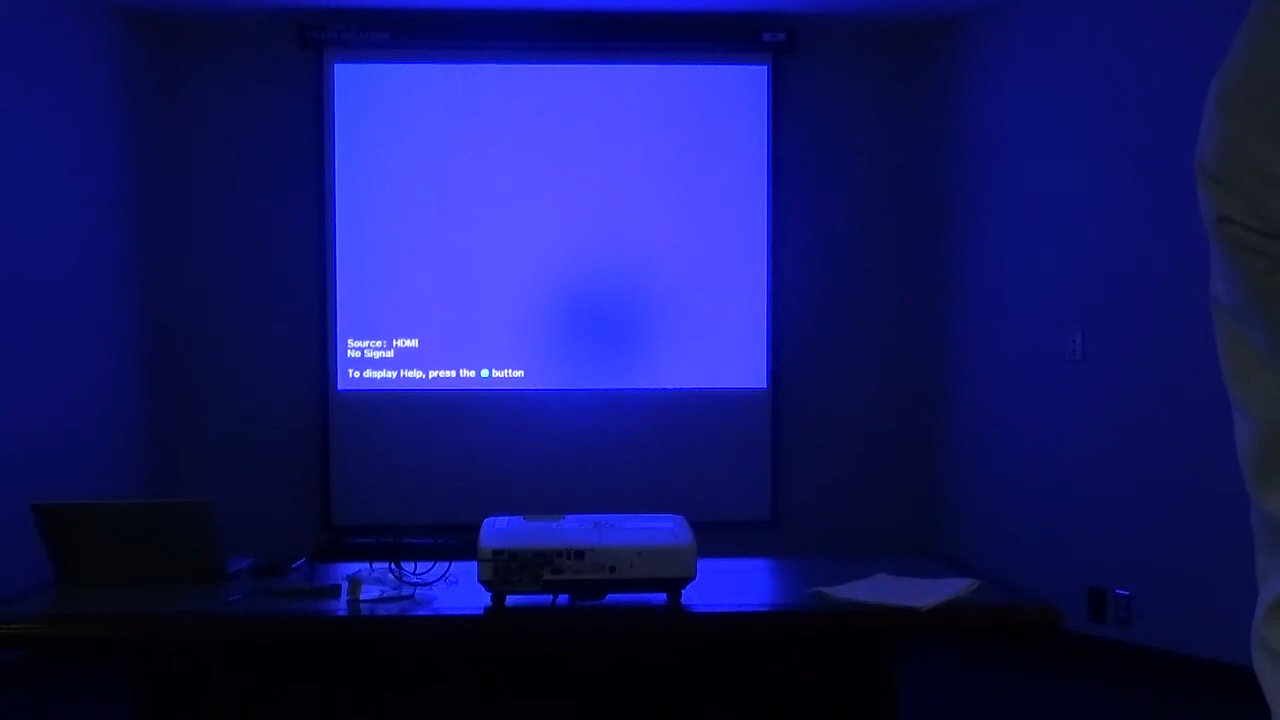 Source: HDMI
No Signal
To display Help, press the button